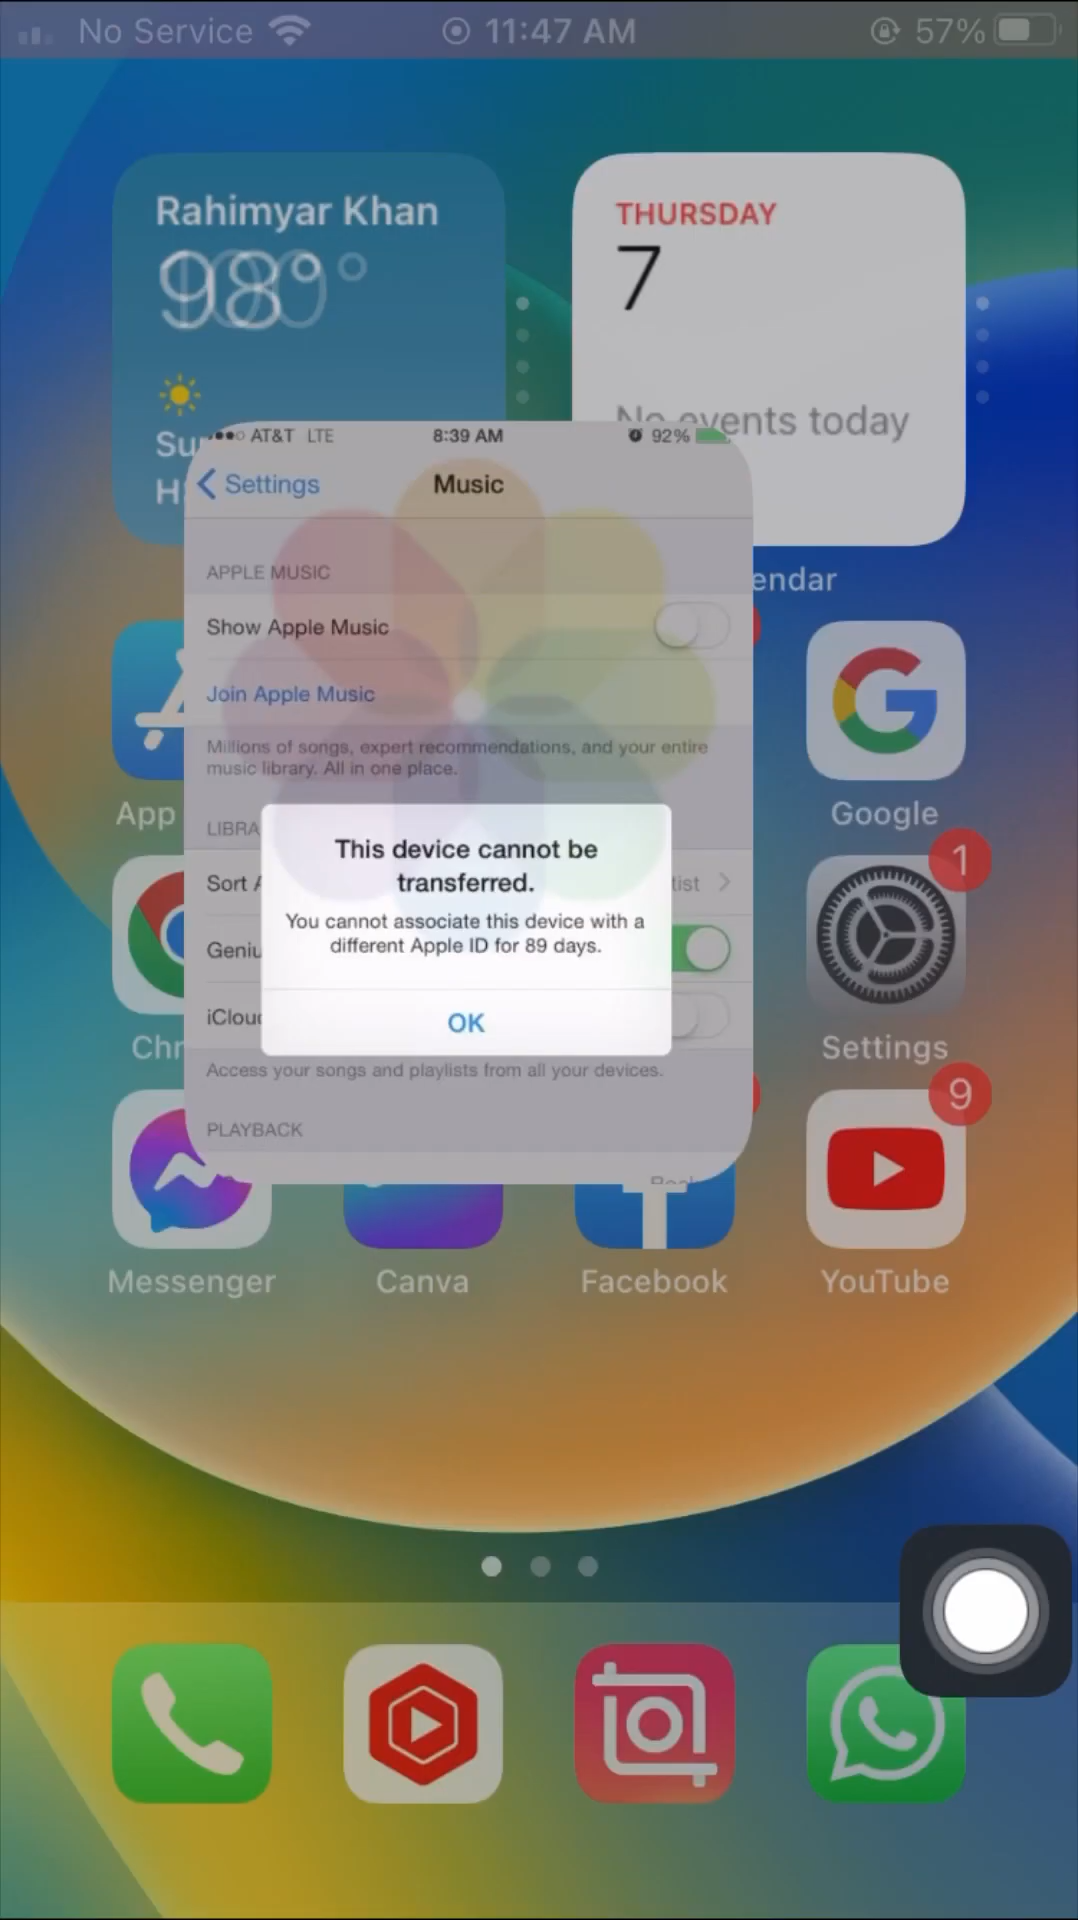 No Service
11:47 AM
57%
Rahimyar Khan
98°
THURSDAY
7
No events today
AT&T LTE
8:39 AM
92%
Settings
Music
APPLE MUSIC
Show Apple Music
Join Apple Music
Millions of songs, expert recommendations, and your entire
music library. All in one place.
This device cannot be
transferred.
You cannot associate this device with a
different Apple ID for 89 days.
OK
Sort
Access your songs and playlists from all your devices.
PLAYBACK
App
Google
1
Settings
9
Messenger
Canva
Facebook
YouTube